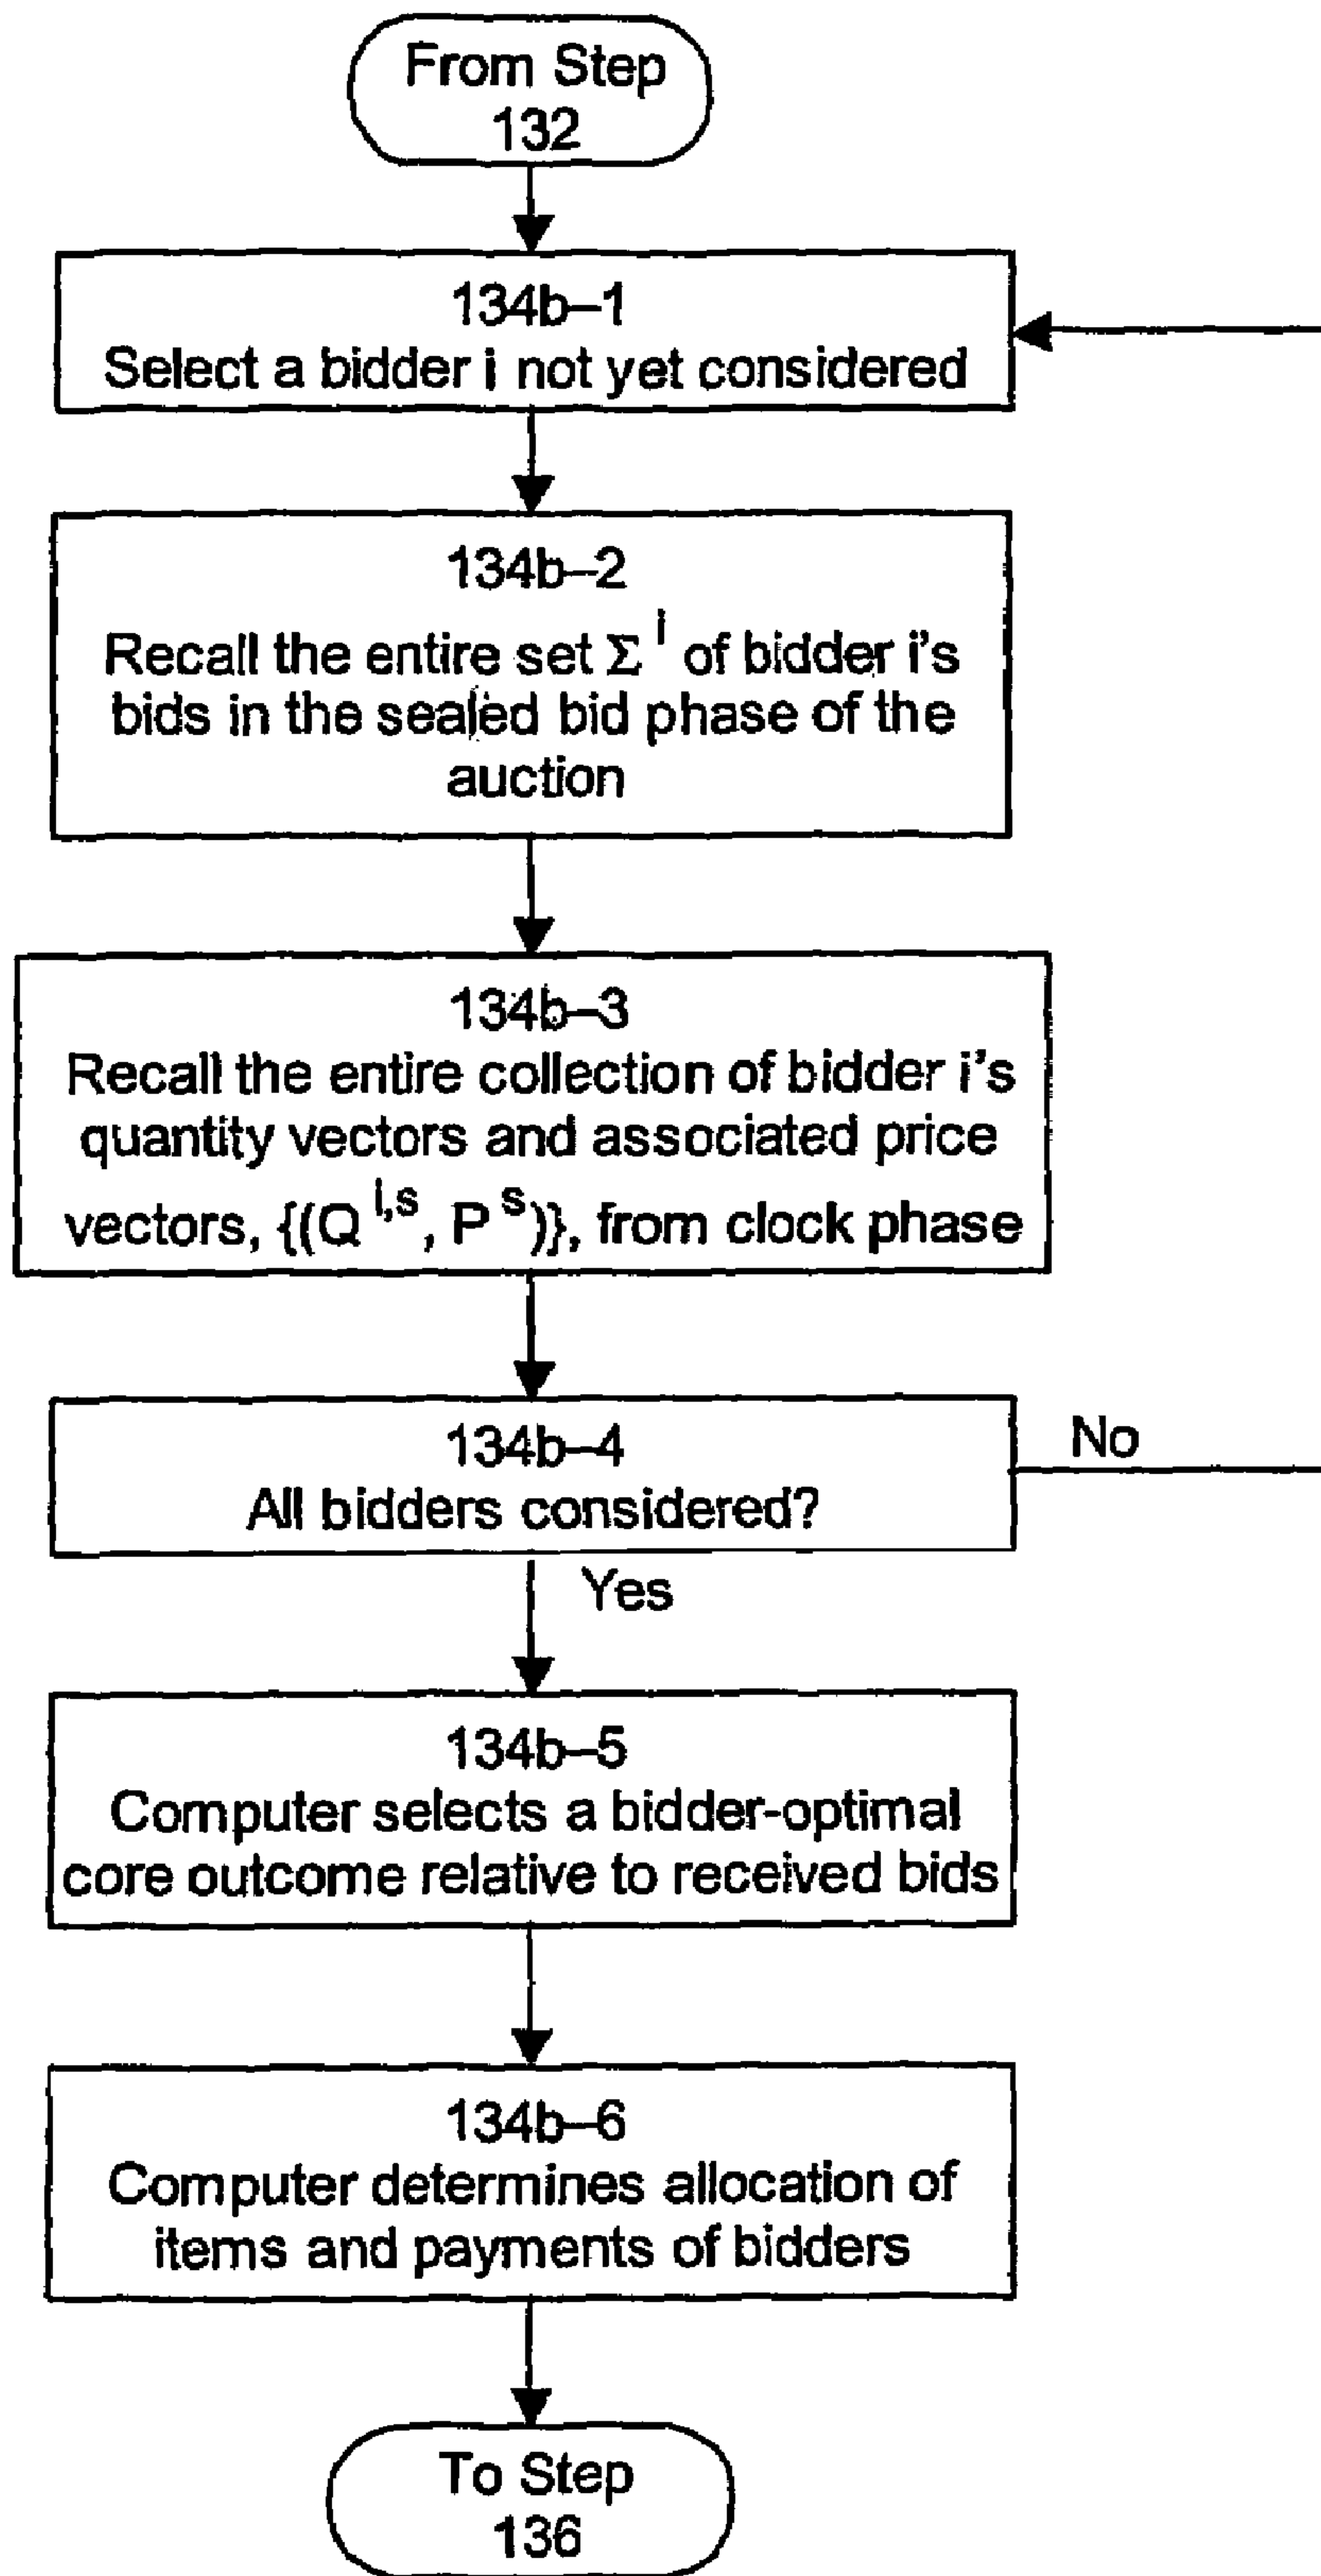 From Step
132
134b–1
Select a bidder i not yet considered
134b–2
Recall the entire set Σ i of bidder i's
bids in the sealed bid phase of the
auction
134b–3
Recall the entire collection of bidder i's
quantity vectors and associated price
vectors, {(Q i,s, P s)}, from clock phase
134b–4
All bidders considered?
No
Yes
134b–5
Computer selects a bidder-optimal
core outcome relative to received bids
134b–6
Computer determines allocation of
items and payments of bidders
To Step
136